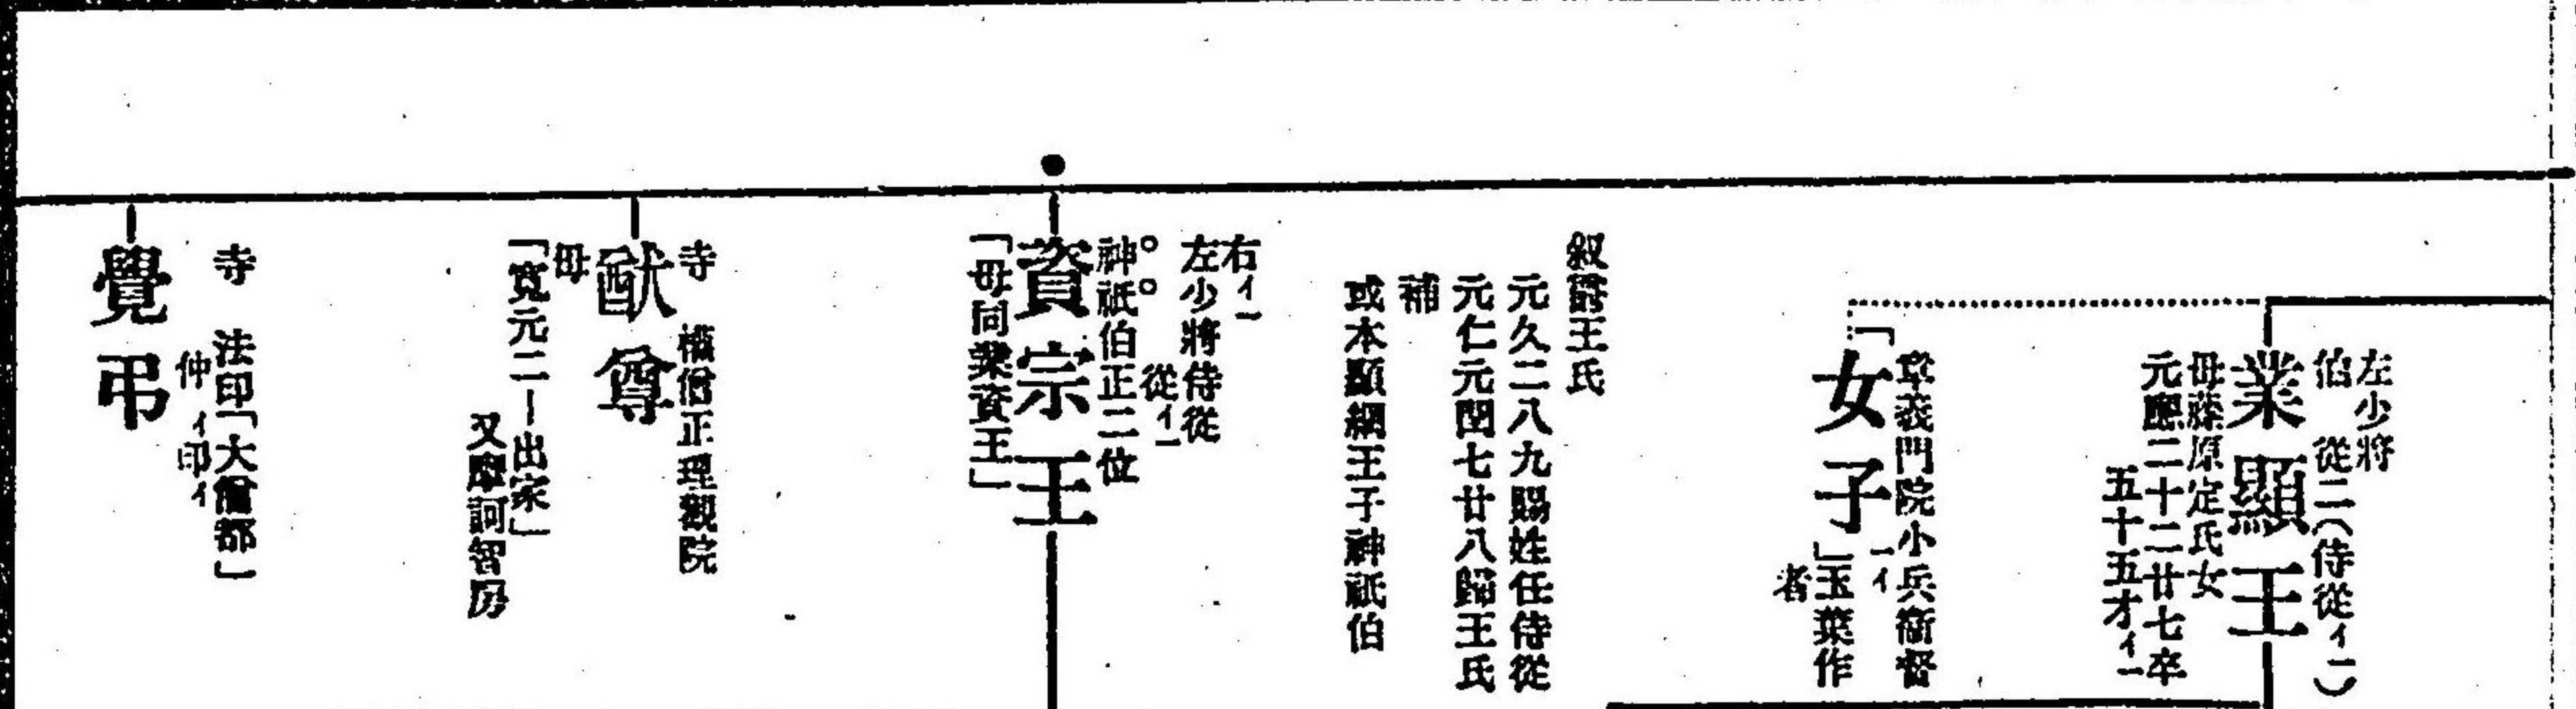 左少將
伯　從二(侍從イ一)
業顯王
母藤原定氏女
元應二十二廿七卒
五十五才イ一
章義門院小兵衞督
一イ
「女子」玉葉作
者
叙爵王氏
元久二八九賜姓任侍從
元仁元閏七廿八歸王氏
補
或本顯綱王子神祇伯
右イ一
左少將侍從
從イ一
神祇伯正二位
資宗王
「母同業資王」
寺　權僧正理觀院
猷尊
母
「寬元二ー出家」
又摩訶智房
寺　法印「大僧都」
仲イ印イ
覺弔